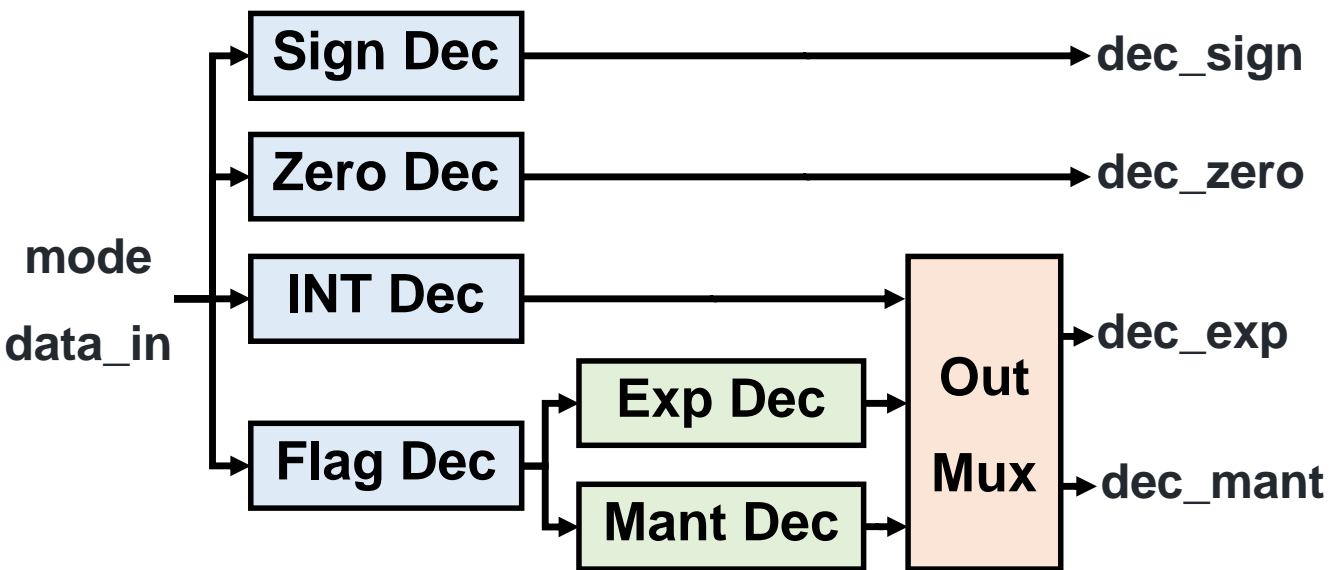 Sign Dec
dec_sign
Zero Dec
dec_zero
mode
data_in
INT Dec
Flag Dec
Exp Dec
Mant Dec
Out
Mux
dec_exp
dec_mant